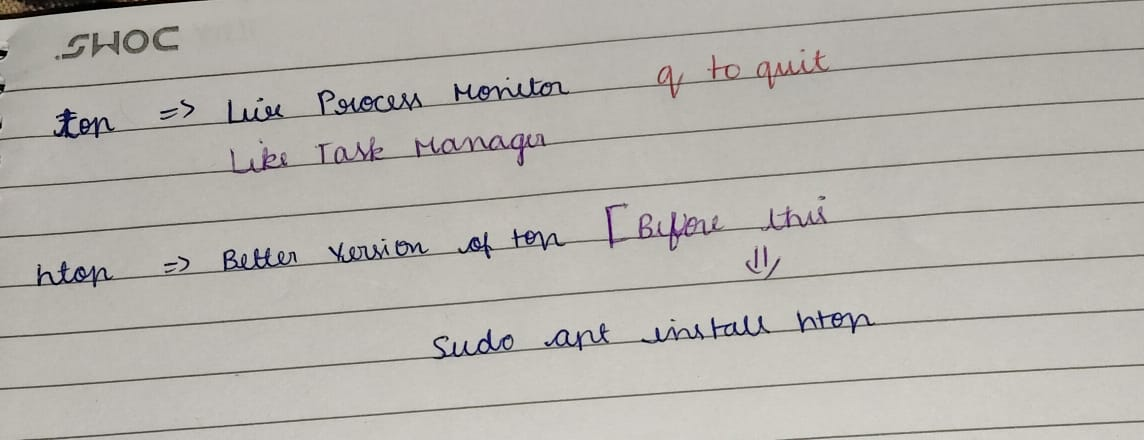 SHOC
top => Live Process Monitor q to quit
Like Task Manager
htop => Better version of top [Before this
⇓
sudo apt install htop